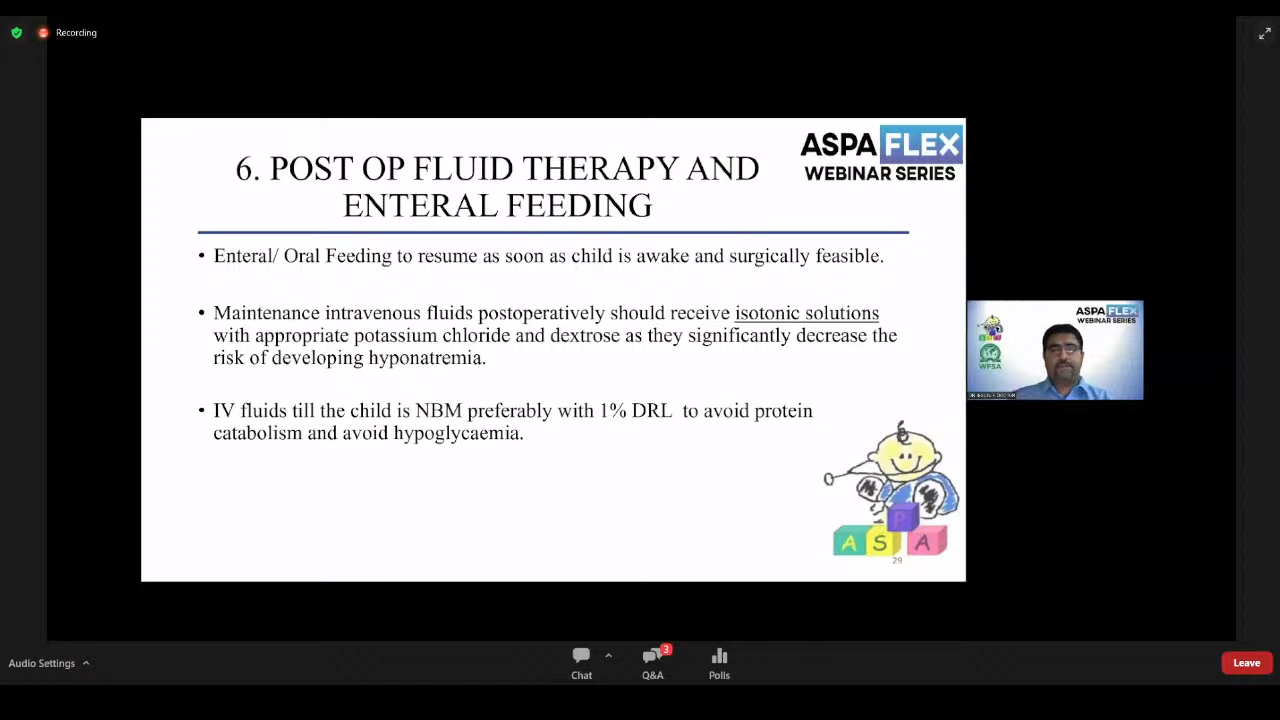 Recording
ASPA FLEX
WEBINAR SERIES
6. POST OP FLUID THERAPY AND
ENTERAL FEEDING
• Enteral/ Oral Feeding to resume as soon as child is awake and surgically feasible.
• Maintenance intravenous fluids postoperatively should receive isotonic solutions
with appropriate potassium chloride and dextrose as they significantly decrease the
risk of developing hyponatremia.
• IV fluids till the child is NBM preferably with 1% DRL to avoid protein
catabolism and avoid hypoglycaemia.
P
A S A
29
ASPA FLEX
WEBINAR SERIES
WFSA
Audio Settings
Chat
3
Q&A
Polls
Leave